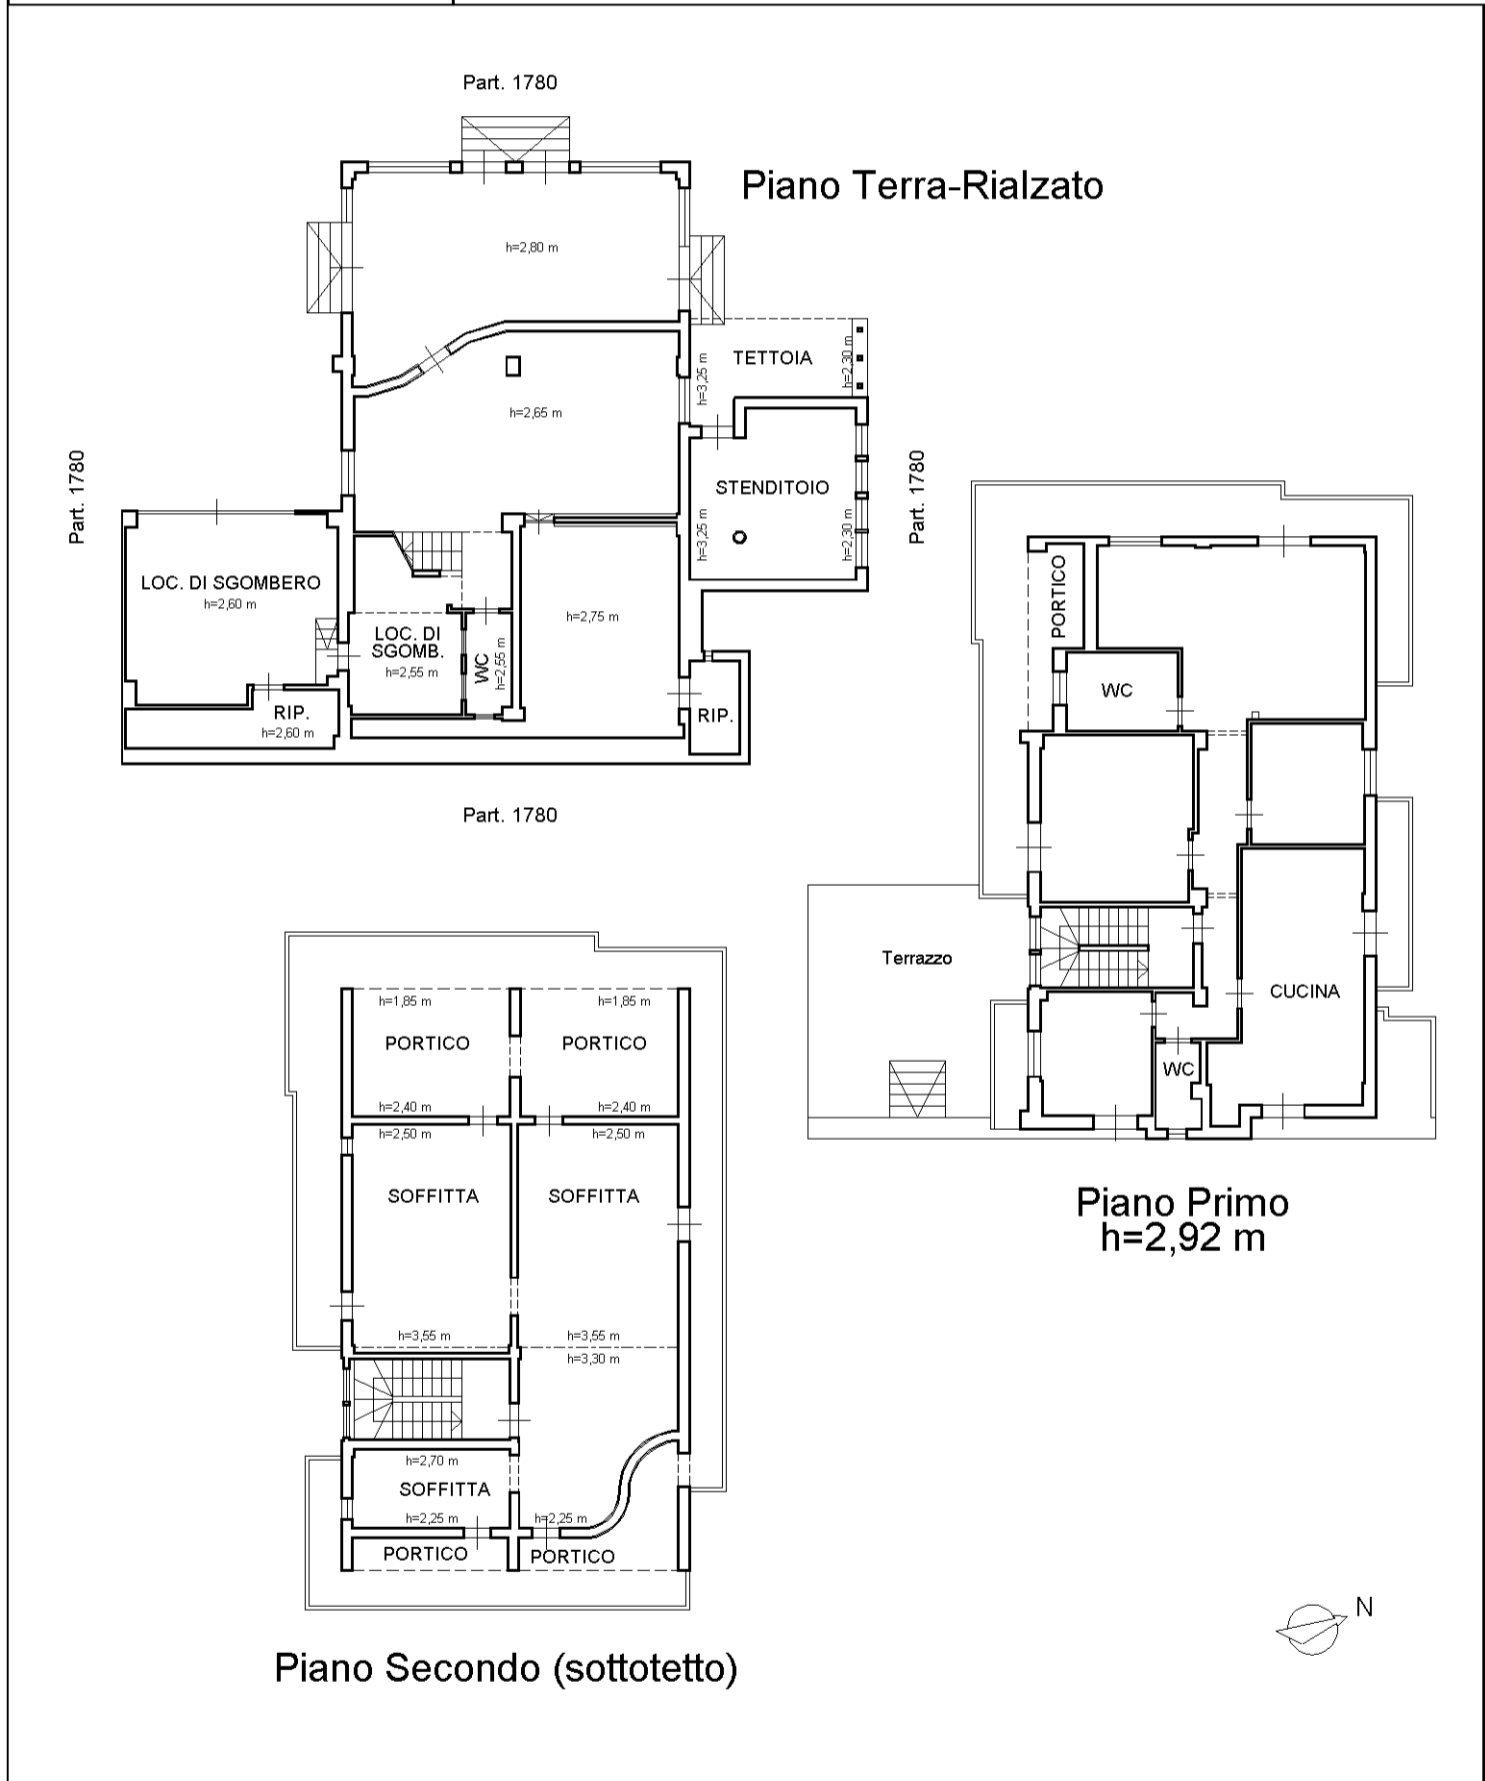 Part. 1780
Piano Terra-Rialzato
h=2,80 m
TETTOIA
h=3,25 m
h=2,30 m
h=2,65 m
Part. 1780
STENDITOIO
h=3,25 m
h=2,30 m
Part. 1780
LOC. DI SGOMBERO
h=2,60 m
LOC. DI
SGOMB.
h=2,55 m
WC
h=2,55 m
h=2,75 m
RIP.
h=2,60 m
RIP.
Part. 1780
PORTICO
WC
Terrazzo
CUCINA
WC
Piano Primo
h=2,92 m
h=1,85 m
h=1,85 m
PORTICO
PORTICO
h=2,40 m
h=2,40 m
h=2,50 m
h=2,50 m
SOFFITTA
SOFFITTA
h=3,55 m
h=3,55 m
h=3,30 m
h=2,70 m
SOFFITTA
h=2,25 m
h=2,25 m
PORTICO
PORTICO
Piano Secondo (sottotetto)
N